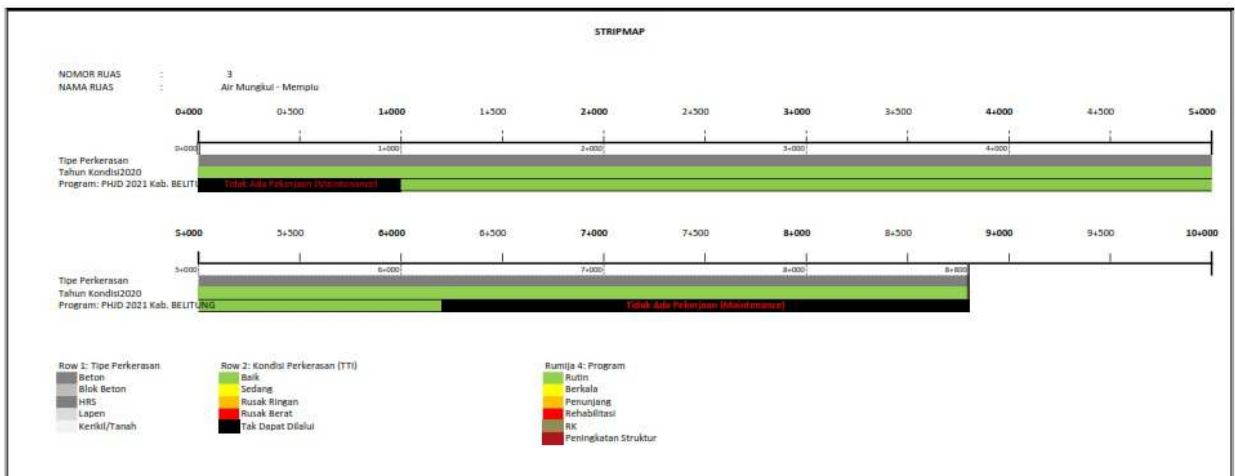 STRIPMAP
NOMOR RUAS : 3
NAMA RUAS : Air Mungkui - Mempiu
0+000 0+500 1+000 1+500 2+000 2+500 3+000 3+500 4+000 4+500 5+000
0+000 1+000 2+000 3+000 4+000
Tipe Perkerasan
Tahun Kondisi2020
Program: PHJD 2021 Kab. BELITU Tidak Ada Pekerjaan (Maintenance)
5+000 5+500 6+000 6+500 7+000 7+500 8+000 8+500 9+000 9+500 10+000
5+000 6+000 7+000 8+000 8+800
Tipe Perkerasan
Tahun Kondisi2020
Program: PHJD 2021 Kab. BELITUNG Tidak Ada Pekerjaan (Maintenance)
Row 1: Tipe Perkerasan Row 2: Kondisi Perkerasan (TTI) Rumija 4: Program
Beton Baik Rutin
Blok Beton Sedang Berkala
HRS Rusak Ringan Penunjang
Lapen Rusak Berat Rehabilitasi
Kerikil/Tanah Tak Dapat Dilalui RK
Peningkatan Struktur